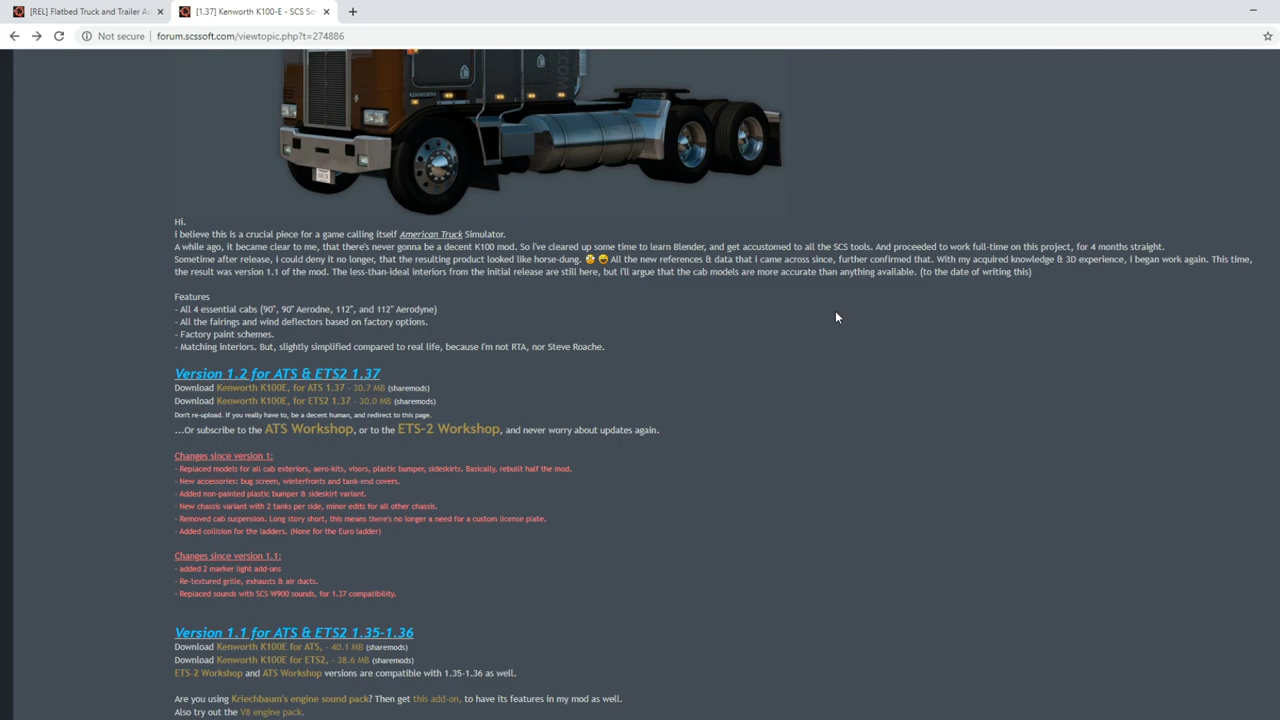 [REL] Flatbed Truck and Trailer Ad
[1.37] Kenworth K100-E - SCS So
Not secure | forum.scssoft.com/viewtopic.php?t=274886
Hi.
i believe this is a crucial piece for a game calling itself American Truck Simulator.
A while ago, it became clear to me, that there's never gonna be a decent K100 mod. So i've cleared up some time to learn Blender, and get accustomed to all the SCS tools. And proceeded to work full-time on this project, for 4 months straight.
Sometime after release, i could deny it no longer, that the resulting product looked like horse-dung. 🤣 😄 All the new references & data that i came across since, further confirmed that. With my acquired knowledge & 3D experience, i began work again. This time,
the result was version 1.1 of the mod. The less-than-ideal interiors from the initial release are still here, but i'll argue that the cab models are more accurate than anything available. (to the date of writing this)
Features
- All 4 essential cabs (90", 90" Aerodne, 112", and 112" Aerodyne)
- All the fairings and wind deflectors based on factory options.
- Factory paint schemes.
- Matching interiors. But, slightly simplified compared to real life, because I'm not RTA, nor Steve Roache.
Version 1.2 for ATS & ETS2 1.37
Download Kenworth K100E, for ATS 1.37 - 30.7 MB (sharemods)
Download Kenworth K100E, for ETS2 1.37 - 30.0 MB (sharemods)
Don't re-upload. If you really have to, be a decent human, and redirect to this page.
...Or subscribe to the ATS Workshop, or to the ETS-2 Workshop, and never worry about updates again.
Changes since version 1:
- Replaced models for all cab exteriors, aero-kits, visors, plastic bumper, sideskirts. Basically, rebuilt half the mod.
- New accessories: bug screen, winterfronts and tank-end covers.
- Added non-painted plastic bumper & sideskirt variant.
- New chassis variant with 2 tanks per side, minor edits for all other chassis.
- Removed cab suspension. Long story short, this means there's no longer a need for a custom license plate.
- Added collision for the ladders. (None for the Euro ladder)
Changes since version 1.1:
- added 2 marker light add-ons
- Re-textured grille, exhausts & air ducts.
- Replaced sounds with SCS W900 sounds, for 1.37 compatibility.
Version 1.1 for ATS & ETS2 1.35-1.36
Download Kenworth K100E for ATS, - 40.1 MB (sharemods)
Download Kenworth K100E for ETS2, - 38.6 MB (sharemods)
ETS-2 Workshop and ATS Workshop versions are compatible with 1.35-1.36 as well.
Are you using Kriechbaum's engine sound pack? Then get this add-on, to have its features in my mod as well.
Also try out the V8 engine pack.